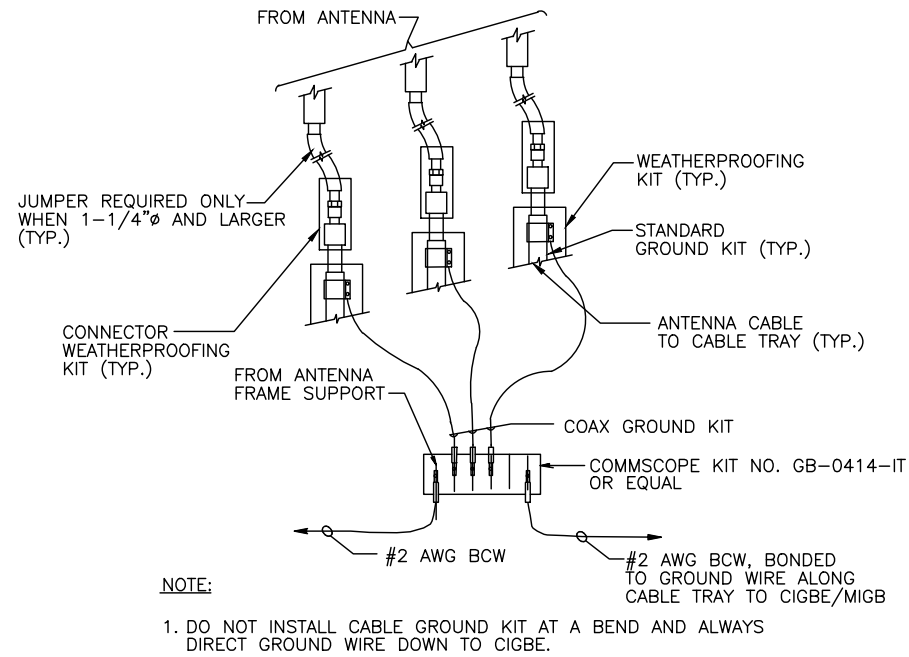 FROM ANTENNA
JUMPER REQUIRED ONLY
WHEN 1-1/4"ø AND LARGER
(TYP.)
WEATHERPROOFING
KIT (TYP.)
STANDARD
GROUND KIT (TYP.)
CONNECTOR
WEATHERPROOFING
KIT (TYP.)
ANTENNA CABLE
TO CABLE TRAY (TYP.)
FROM ANTENNA
FRAME SUPPORT
COAX GROUND KIT
COMMSCOPE KIT NO. GB-0414-IT
OR EQUAL
#2 AWG BCW
#2 AWG BCW, BONDED
TO GROUND WIRE ALONG
CABLE TRAY TO CIGBE/MIGB
NOTE:
1. DO NOT INSTALL CABLE GROUND KIT AT A BEND AND ALWAYS
DIRECT GROUND WIRE DOWN TO CIGBE.